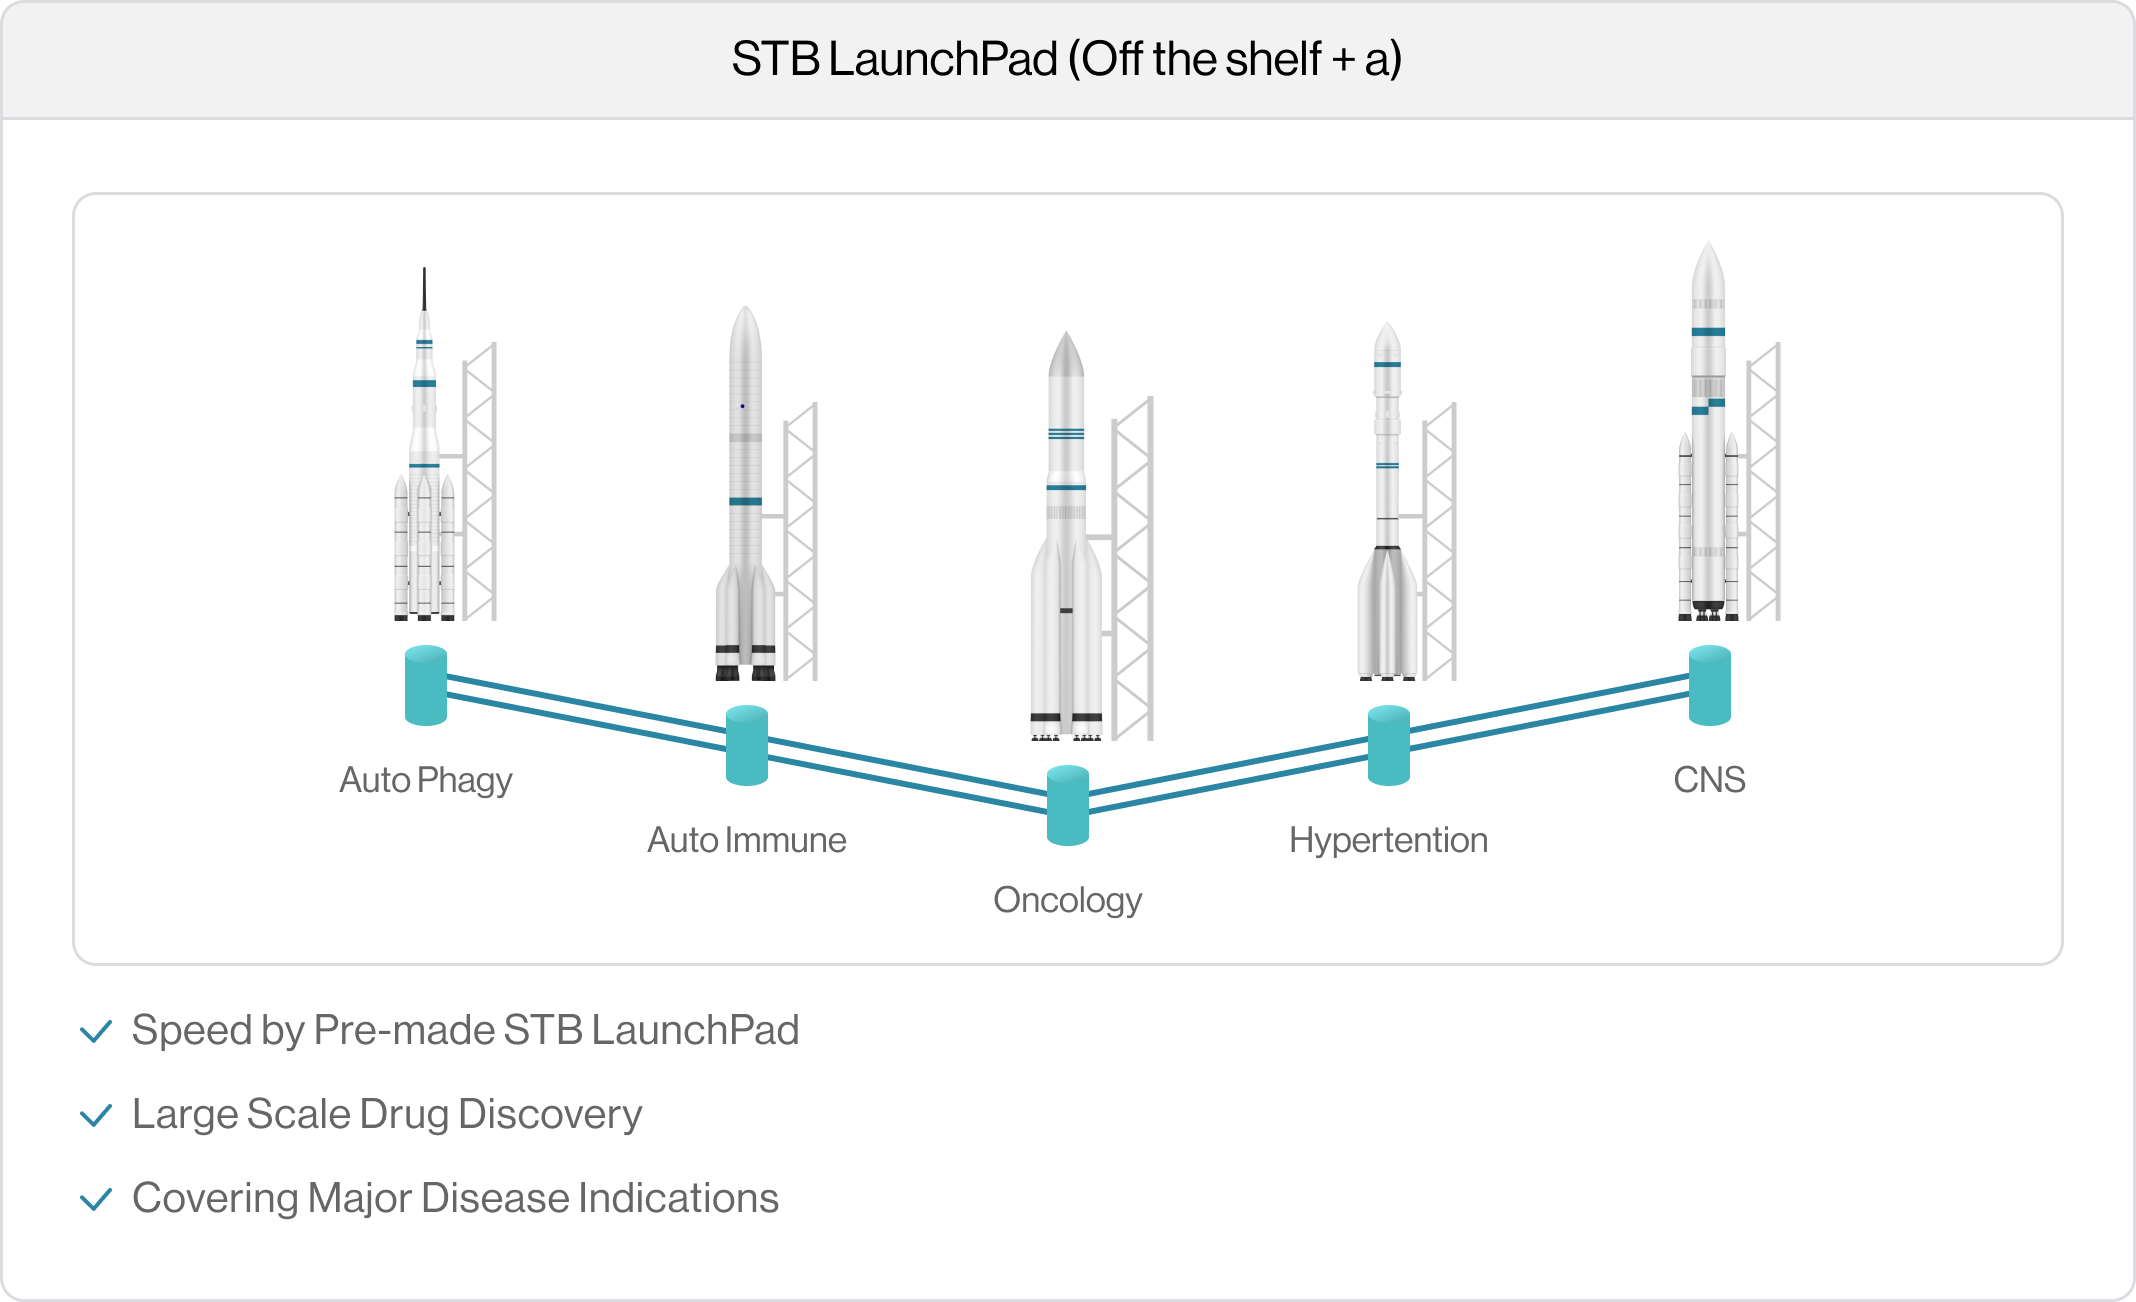 STB LaunchPad (Off the shelf + a)
Auto Phagy
Auto Immune
Oncology
Hypertention
CNS
Speed by Pre-made STB LaunchPad
Large Scale Drug Discovery
Covering Major Disease Indications